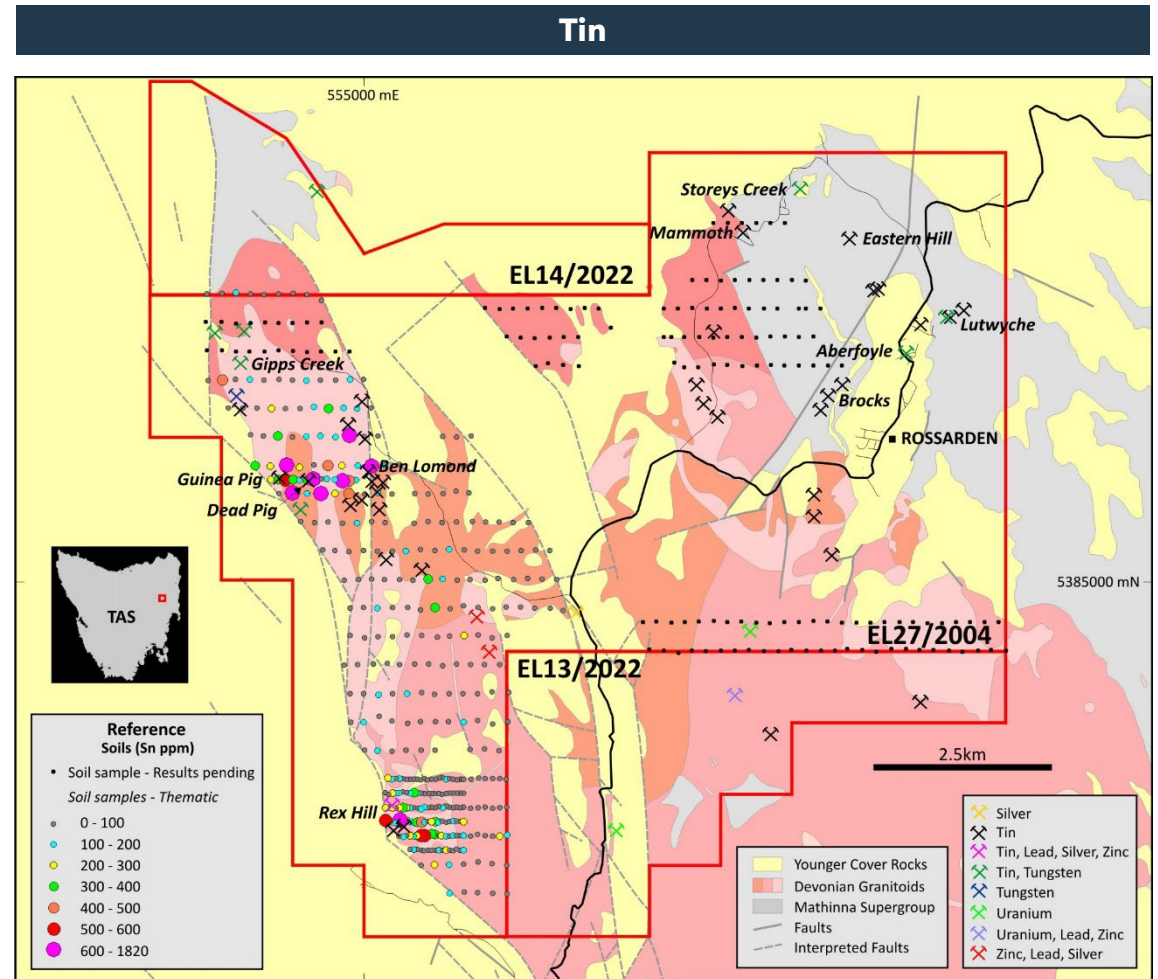 Tin
555000 mE
Storeys Creek
Mammoth
Eastern Hill
EL14/2022
Lutwyche
Aberfoyle
Gipps Creek
Brocks
ROSSARDEN
Guinea Pig
Ben Lomond
Dead Pig
5385000 mN
TAS
EL27/2004
EL13/2022
2.5km
Rex Hill
Reference
Soils (Sn ppm)
Soil sample - Results pending
Soil samples - Thematic
0 - 100
100 - 200
200 - 300
300 - 400
400 - 500
500 - 600
600 - 1820
Younger Cover Rocks
Devonian Granitoids
Mathinna Supergroup
Faults
Interpreted Faults
Silver
Tin
Tin, Lead, Silver, Zinc
Tin, Tungsten
Tungsten
Uranium
Uranium, Lead, Zinc
Zinc, Lead, Silver